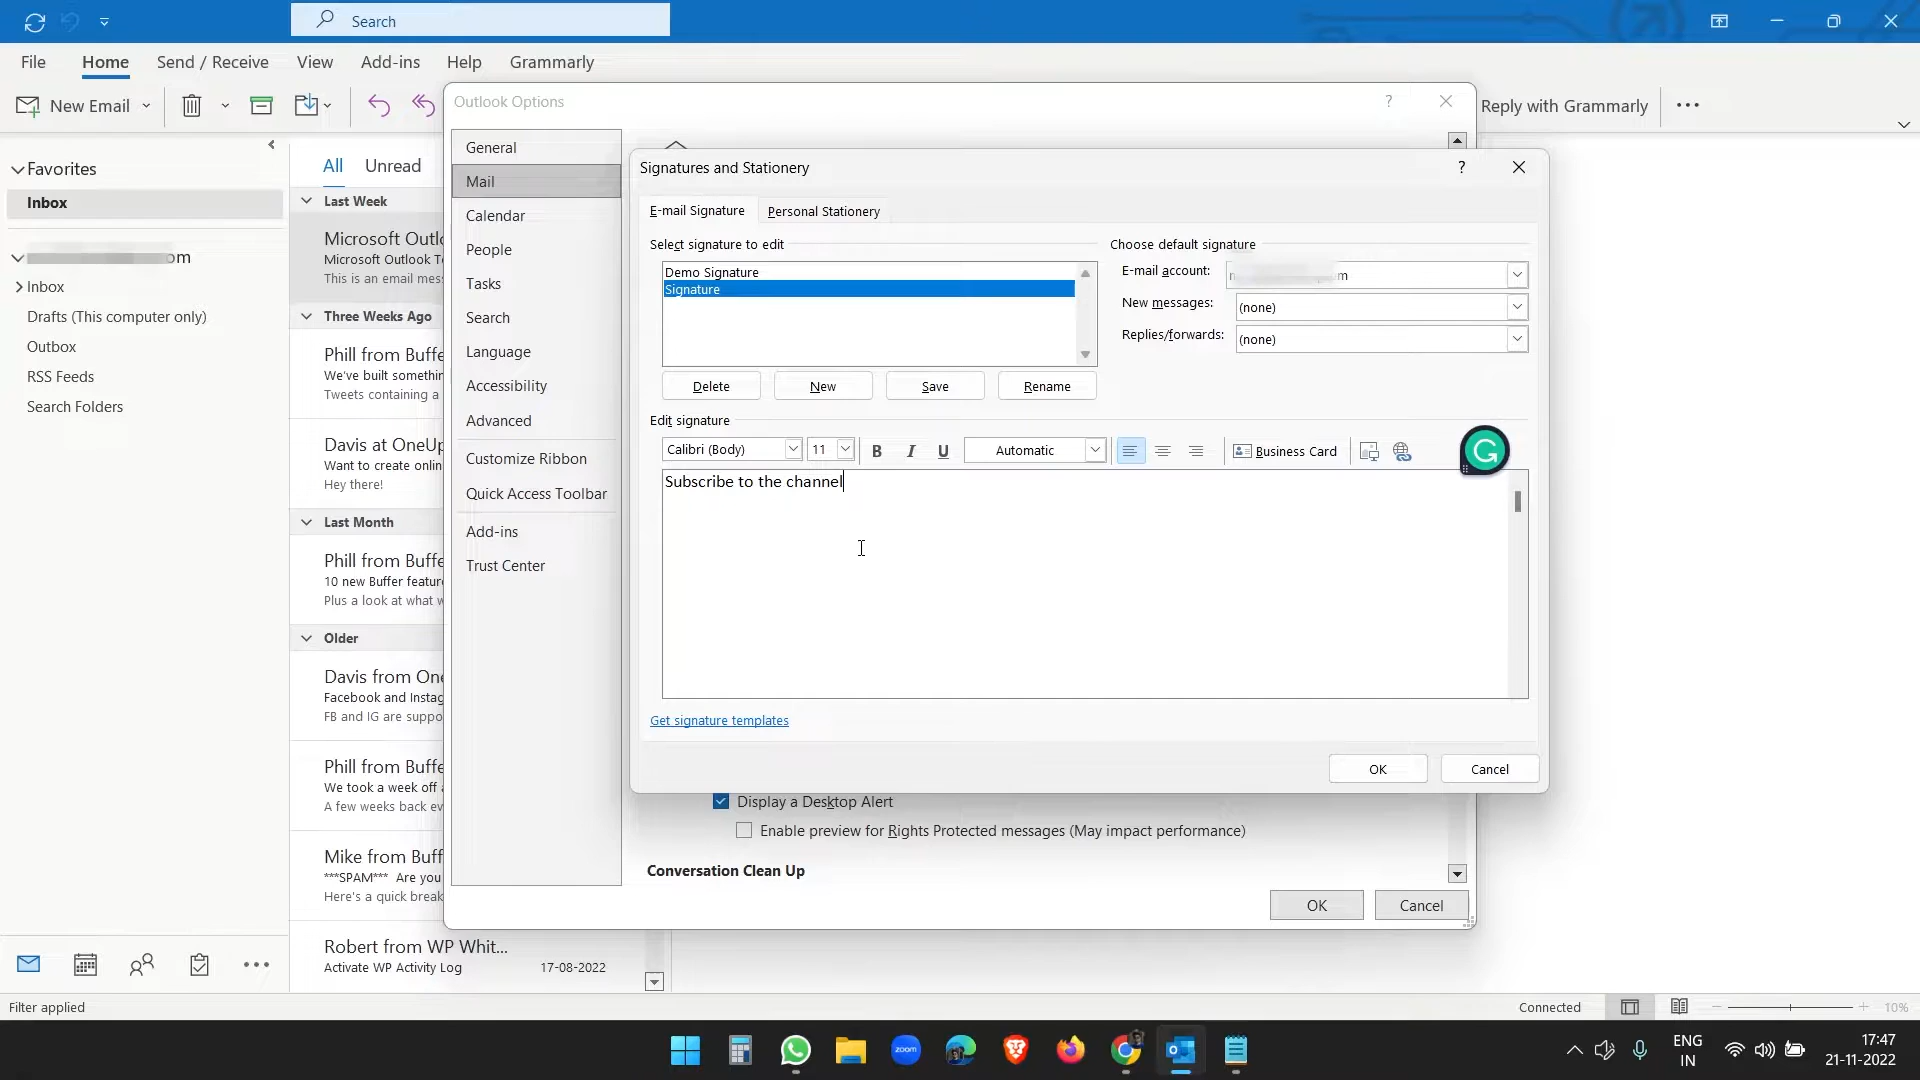 Search
File Home Send / Receive View Add-ins Help Grammarly
New Email
Reply with Grammarly
Favorites
Inbox
om
Inbox
Drafts (This computer only)
Outbox
RSS Feeds
Search Folders
All Unread
Last Week
Microsoft Outlo
Microsoft Outlook Te
This is an email mess
Three Weeks Ago
Phill from Buffe
We've built somethin
Tweets containing a
Davis at OneUp
Want to create onlin
Hey there!
Last Month
Phill from Buffe
10 new Buffer feature
Plus a look at what w
Older
Davis from One
Facebook and Instag
FB and IG are suppo
Phill from Buffe
We took a week off
A few weeks back ev
Mike from Buff
***SPAM*** Are you
Here's a quick break
Robert from WP Whit...
Activate WP Activity Log 17-08-2022
Outlook Options ?
General
Mail
Calendar
People
Tasks
Search
Language
Accessibility
Advanced
Customize Ribbon
Quick Access Toolbar
Add-ins
Trust Center
Signatures and Stationery ?
E-mail Signature Personal Stationery
Select signature to edit
Demo Signature
Signature
Delete New Save Rename
Choose default signature
E-mail account: m
New messages: (none)
Replies/forwards: (none)
Edit signature
Calibri (Body) 11 B I U Automatic Business Card
Subscribe to the channel
Get signature templates
OK Cancel
Display a Desktop Alert
Enable preview for Rights Protected messages (May impact performance)
Conversation Clean Up
OK Cancel
Filter applied
Connected
10%
zoom
ENG
IN
17:47
21-11-2022